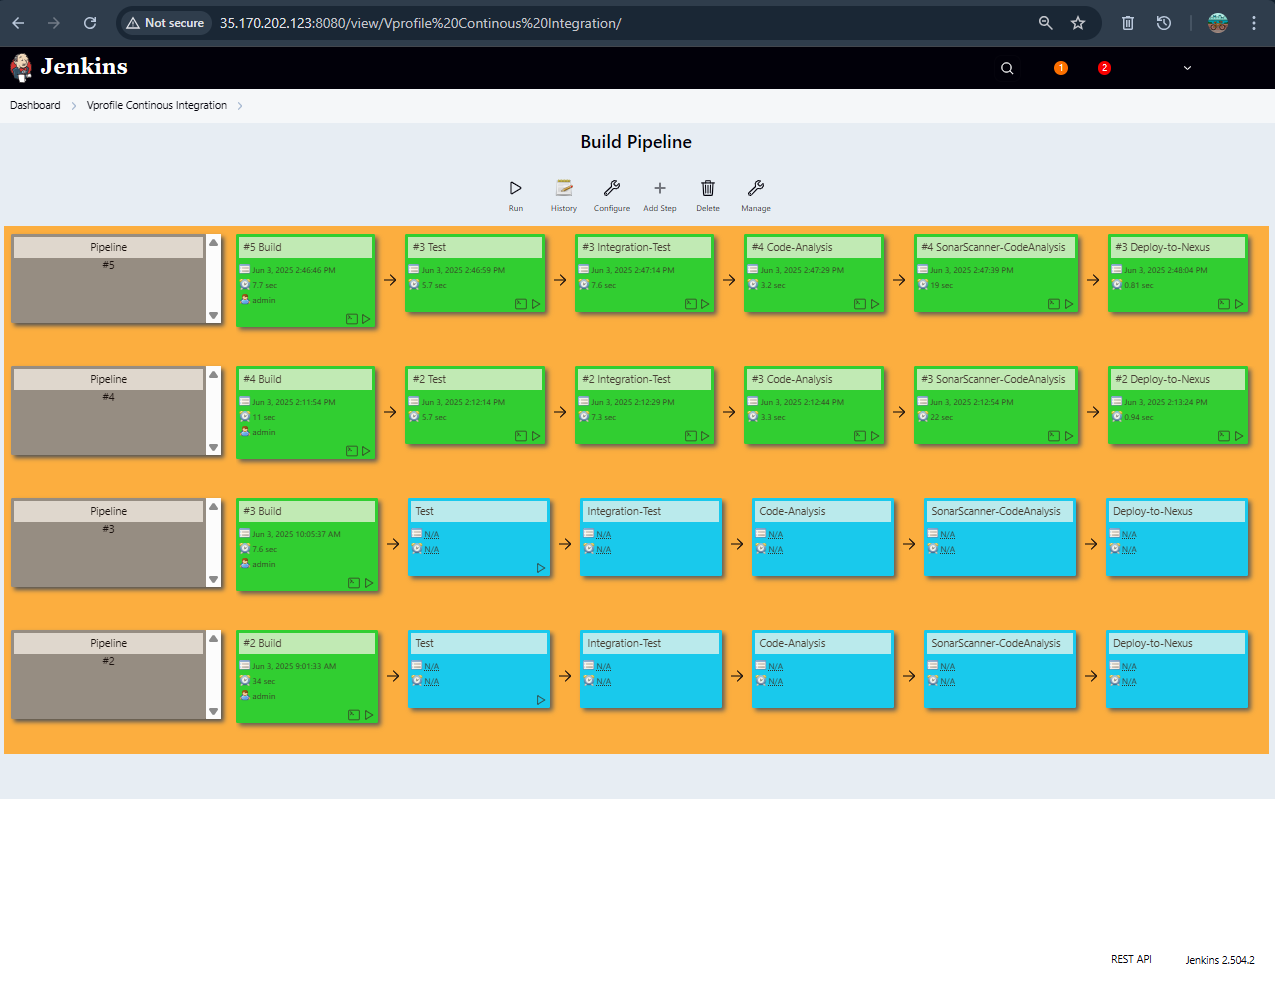 Not secure 35.170.202.123:8080/view/Vprofile%20Continous%20Integration/
Jenkins
1 2
Dashboard Vprofile Continous Integration
Build Pipeline
Run History Configure Add Step Delete Manage
Pipeline #5 Build #3 Test #3 Integration-Test #4 Code-Analysis #4 SonarScanner-CodeAnalysis #3 Deploy-to-Nexus
#5 Jun 3, 2025 2:46:46 PM Jun 3, 2025 2:46:59 PM Jun 3, 2025 2:47:14 PM Jun 3, 2025 2:47:29 PM Jun 3, 2025 2:47:39 PM Jun 3, 2025 2:48:04 PM
7.7 sec 5.7 sec 7.6 sec 3.2 sec 19 sec 0.81 sec
admin
Pipeline #4 Build #2 Test #2 Integration-Test #3 Code-Analysis #3 SonarScanner-CodeAnalysis #2 Deploy-to-Nexus
#4 Jun 3, 2025 2:11:54 PM Jun 3, 2025 2:12:14 PM Jun 3, 2025 2:12:29 PM Jun 3, 2025 2:12:44 PM Jun 3, 2025 2:12:54 PM Jun 3, 2025 2:13:24 PM
11 sec 5.7 sec 7.3 sec 3.3 sec 22 sec 0.94 sec
admin
Pipeline #3 Build Test Integration-Test Code-Analysis SonarScanner-CodeAnalysis Deploy-to-Nexus
#3 Jun 3, 2025 10:05:37 AM N/A N/A N/A N/A N/A
7.6 sec N/A N/A N/A N/A N/A
admin
Pipeline #2 Build Test Integration-Test Code-Analysis SonarScanner-CodeAnalysis Deploy-to-Nexus
#2 Jun 3, 2025 9:01:33 AM N/A N/A N/A N/A N/A
34 sec N/A N/A N/A N/A N/A
admin
REST API Jenkins 2.504.2